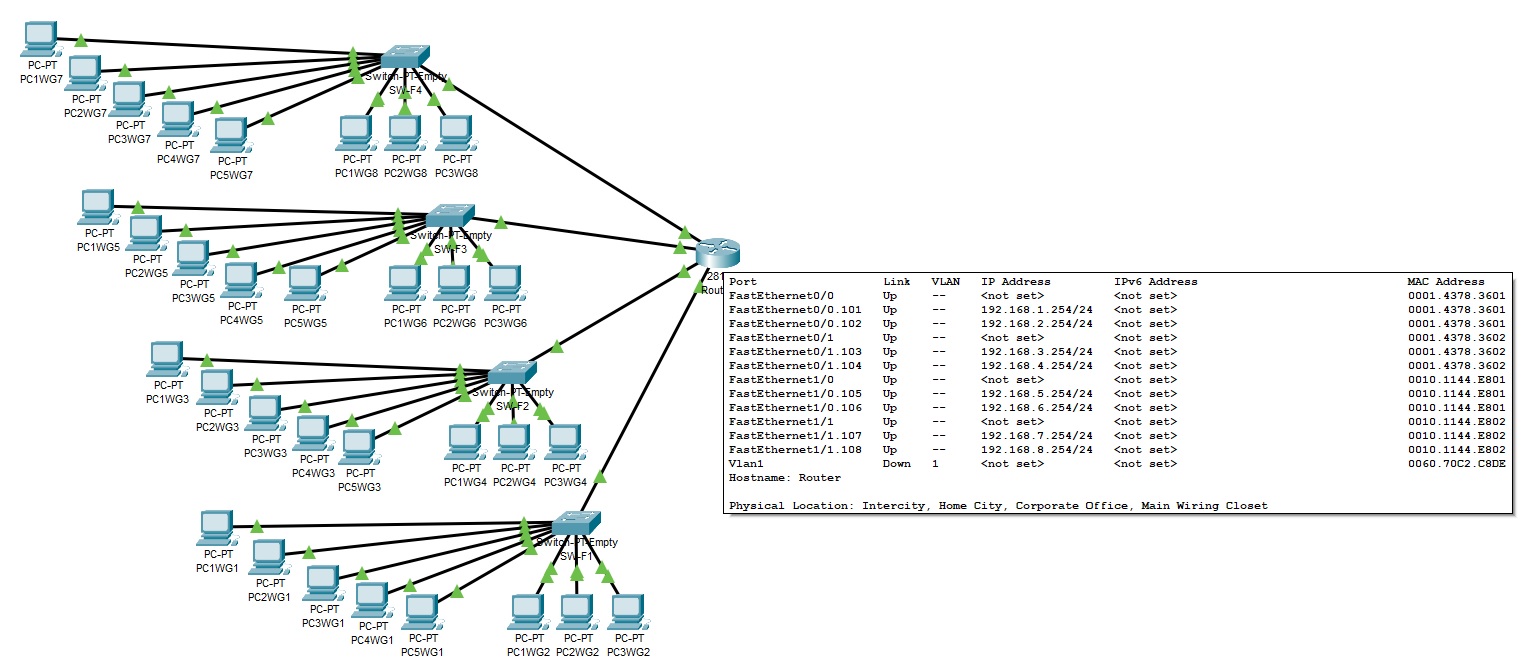 PC-PT
PC1WG7
PC-PT
PC2WG7
PC-PT
PC3WG7
PC-PT
PC4WG7
PC-PT
PC5WG7
Switch-PT-Empty
SW-F4
PC-PT
PC1WG8
PC-PT
PC2WG8
PC-PT
PC3WG8
PC-PT
PC1WG5
PC-PT
PC2WG5
PC-PT
PC3WG5
PC-PT
PC4WG5
PC-PT
PC5WG5
Switch-PT-Empty
SW-F3
PC-PT
PC1WG6
PC-PT
PC2WG6
PC-PT
PC3WG6
PC-PT
PC1WG3
PC-PT
PC2WG3
PC-PT
PC3WG3
PC-PT
PC4WG3
PC-PT
PC5WG3
Switch-PT-Empty
SW-F2
PC-PT
PC1WG4
PC-PT
PC2WG4
PC-PT
PC3WG4
PC-PT
PC1WG1
PC-PT
PC2WG1
PC-PT
PC3WG1
PC-PT
PC4WG1
PC-PT
PC5WG1
Switch-PT-Empty
SW-F1
PC-PT
PC1WG2
PC-PT
PC2WG2
PC-PT
PC3WG2
Port Link VLAN IP Address IPv6 Address MAC Address
FastEthernet0/0 Up -- <not set> <not set> 0001.4378.3601
FastEthernet0/0.101 Up -- 192.168.1.254/24 <not set> 0001.4378.3601
FastEthernet0/0.102 Up -- 192.168.2.254/24 <not set> 0001.4378.3601
FastEthernet0/1 Up -- <not set> <not set> 0001.4378.3602
FastEthernet0/1.103 Up -- 192.168.3.254/24 <not set> 0001.4378.3602
FastEthernet0/1.104 Up -- 192.168.4.254/24 <not set> 0001.4378.3602
FastEthernet1/0 Up -- <not set> <not set> 0010.1144.E801
FastEthernet1/0.105 Up -- 192.168.5.254/24 <not set> 0010.1144.E801
FastEthernet1/0.106 Up -- 192.168.6.254/24 <not set> 0010.1144.E801
FastEthernet1/1 Up -- <not set> <not set> 0010.1144.E802
FastEthernet1/1.107 Up -- 192.168.7.254/24 <not set> 0010.1144.E802
FastEthernet1/1.108 Up -- 192.168.8.254/24 <not set> 0010.1144.E802
Vlan1 Down 1 <not set> <not set> 0060.70C2.C8DE
Hostname: Router
Physical Location: Intercity, Home City, Corporate Office, Main Wiring Closet